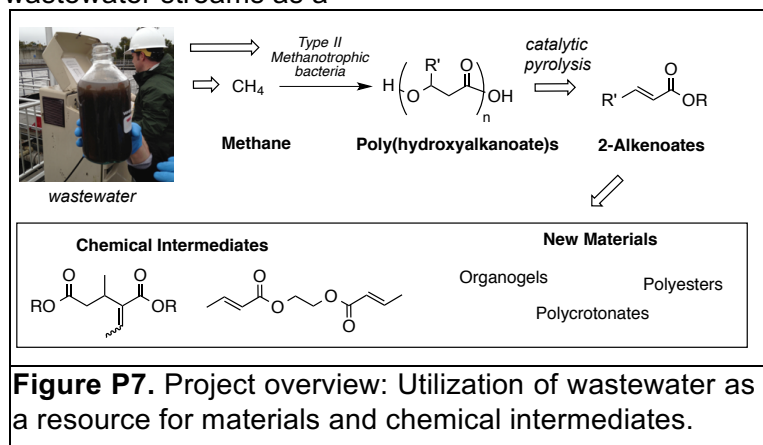 wastewater streams as a
Type II
Methanotrophic
bacteria
CH4
Methane
H
O
R'
O
OH
n
Poly(hydroxyalkanoate)s
catalytic
pyrolysis
R'
O
OR
2-Alkenoates
wastewater
Chemical Intermediates
O
RO
O
OR
O
O
O
O
New Materials
Organogels
Polyesters
Polycrotonates
Figure P7. Project overview: Utilization of wastewater as
a resource for materials and chemical intermediates.